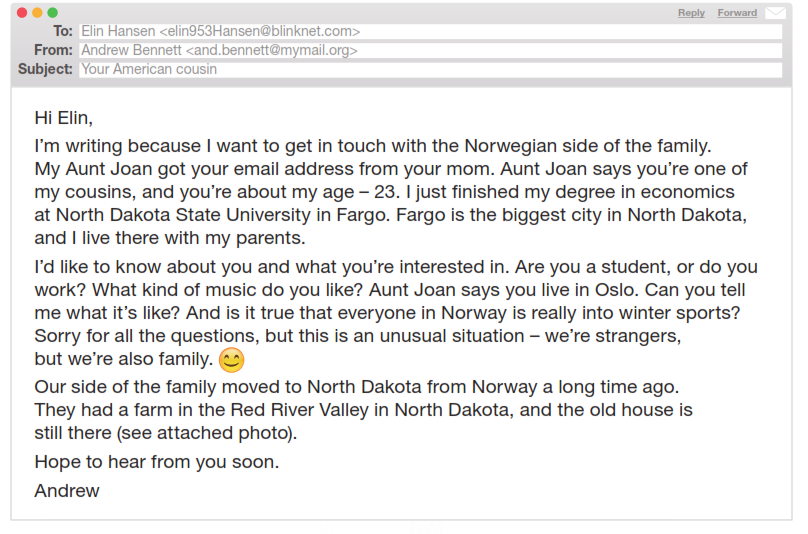 Reply Forward
To: Elin Hansen <elin953Hansen@blinknet.com>
From: Andrew Bennett <and.bennett@mymail.org>
Subject: Your American cousin
Hi Elin,
I'm writing because I want to get in touch with the Norwegian side of the family.
My Aunt Joan got your email address from your mom. Aunt Joan says you're one of
my cousins, and you're about my age – 23. I just finished my degree in economics
at North Dakota State University in Fargo. Fargo is the biggest city in North Dakota,
and I live there with my parents.
I'd like to know about you and what you're interested in. Are you a student, or do you
work? What kind of music do you like? Aunt Joan says you live in Oslo. Can you tell
me what it's like? And is it true that everyone in Norway is really into winter sports?
Sorry for all the questions, but this is an unusual situation – we're strangers,
but we're also family. 😊
Our side of the family moved to North Dakota from Norway a long time ago.
They had a farm in the Red River Valley in North Dakota, and the old house is
still there (see attached photo).
Hope to hear from you soon.
Andrew